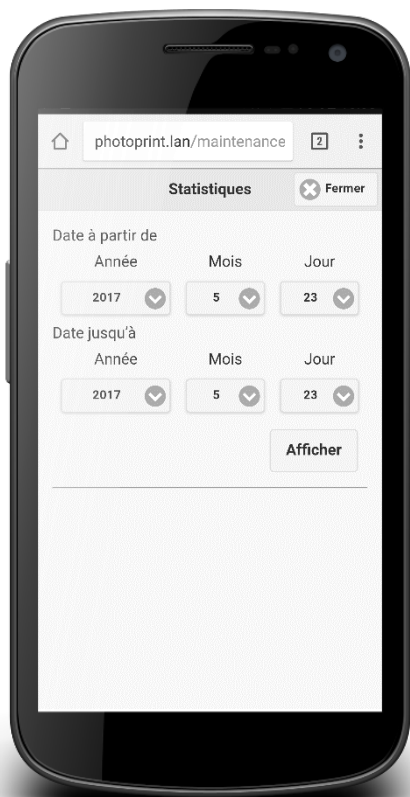 photoprint.lan/maintenance 2
Statistiques Fermer
Date à partir de
Année Mois Jour
2017 5 23
Date jusqu'à
Année Mois Jour
2017 5 23
Afficher